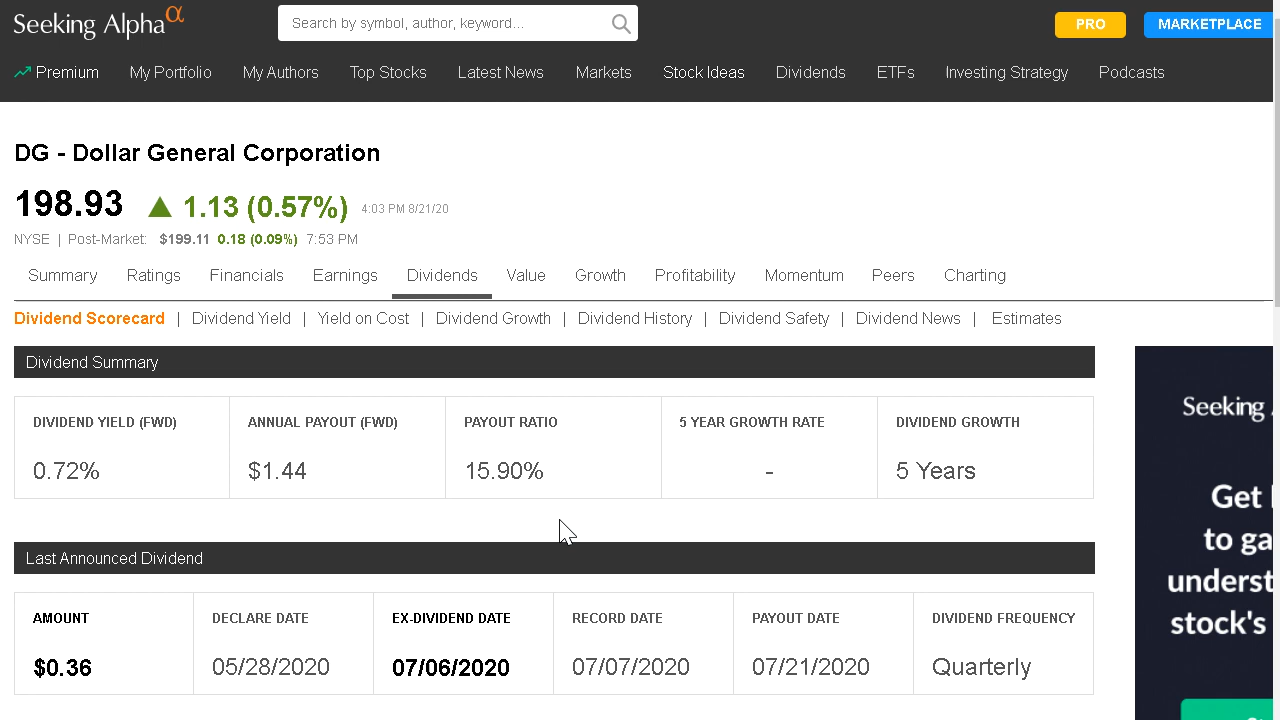 Seeking Alpha α
Search by symbol, author, keyword...
PRO
MARKETPLACE
Premium My Portfolio My Authors Top Stocks Latest News Markets Stock Ideas Dividends ETFs Investing Strategy Podcasts
DG - Dollar General Corporation
198.93 ▲ 1.13 (0.57%) 4:03 PM 8/21/20
NYSE | Post-Market: $199.11 0.18 (0.09%) 7:53 PM
Summary Ratings Financials Earnings Dividends Value Growth Profitability Momentum Peers Charting
Dividend Scorecard | Dividend Yield | Yield on Cost | Dividend Growth | Dividend History | Dividend Safety | Dividend News | Estimates
Dividend Summary
DIVIDEND YIELD (FWD) ANNUAL PAYOUT (FWD) PAYOUT RATIO 5 YEAR GROWTH RATE DIVIDEND GROWTH
0.72% $1.44 15.90% - 5 Years
Last Announced Dividend
AMOUNT DECLARE DATE EX-DIVIDEND DATE RECORD DATE PAYOUT DATE DIVIDEND FREQUENCY
$0.36 05/28/2020 07/06/2020 07/07/2020 07/21/2020 Quarterly
Seeking
Get
to ga
underst
stock's